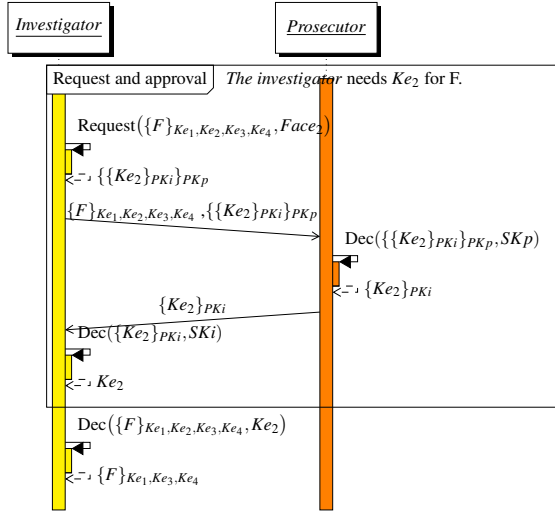 Investigator
Prosecutor
Request and approval
The investigator needs Ke₂ for F.
Request({F}Ke₁,Ke₂,Ke₃,Ke₄, Face₂)
{{Ke₂}PKi}PKp
{F}Ke₁,Ke₂,Ke₃,Ke₄ ,{{Ke₂}PKi}PKp
Dec({{Ke₂}PKi}PKp, SKp)
{Ke₂}PKi
{Ke₂}PKi
Dec({Ke₂}PKi, SKi)
Ke₂
Dec({F}Ke₁,Ke₂,Ke₃,Ke₄, Ke₂)
{F}Ke₁,Ke₃,Ke₄